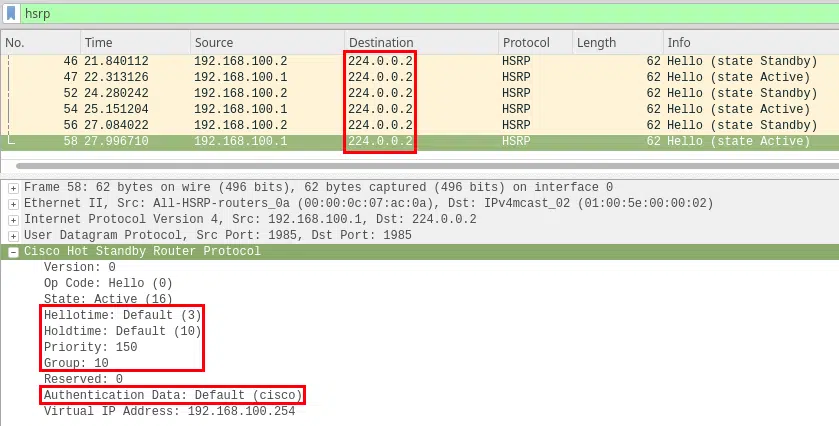 hsrp
No. Time Source Destination Protocol Length Info
46 21.840112 192.168.100.2 224.0.0.2 HSRP 62 Hello (state Standby)
47 22.313126 192.168.100.1 224.0.0.2 HSRP 62 Hello (state Active)
52 24.280242 192.168.100.2 224.0.0.2 HSRP 62 Hello (state Standby)
54 25.151204 192.168.100.1 224.0.0.2 HSRP 62 Hello (state Active)
56 27.084022 192.168.100.2 224.0.0.2 HSRP 62 Hello (state Standby)
58 27.996710 192.168.100.1 224.0.0.2 HSRP 62 Hello (state Active)
Frame 58: 62 bytes on wire (496 bits), 62 bytes captured (496 bits) on interface 0
Ethernet II, Src: All-HSRP-routers_0a (00:00:0c:07:ac:0a), Dst: IPv4mcast_02 (01:00:5e:00:00:02)
Internet Protocol Version 4, Src: 192.168.100.1, Dst: 224.0.0.2
User Datagram Protocol, Src Port: 1985, Dst Port: 1985
Cisco Hot Standby Router Protocol
Version: 0
Op Code: Hello (0)
State: Active (16)
Hellotime: Default (3)
Holdtime: Default (10)
Priority: 150
Group: 10
Reserved: 0
Authentication Data: Default (cisco)
Virtual IP Address: 192.168.100.254